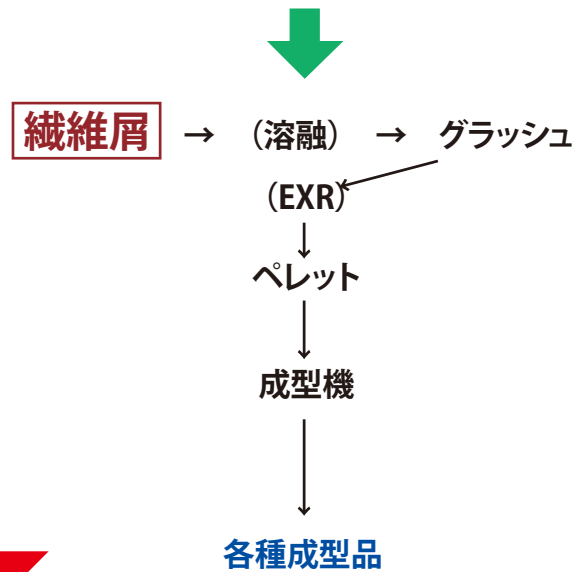 繊維屑 → (溶融) → グラッシュ
(EXR)
ペレット
成型機
各種成型品